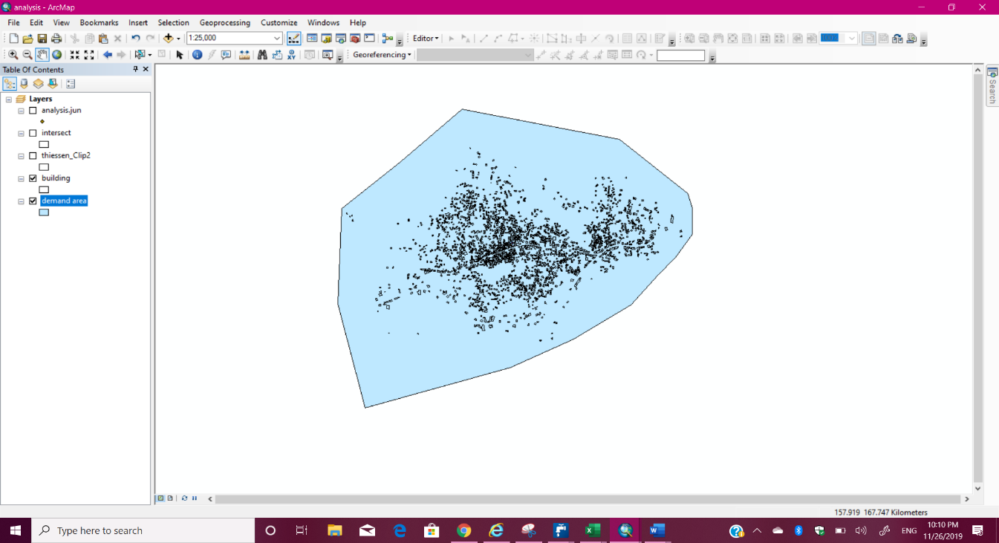 analysis - ArcMap
File Edit View Bookmarks Insert Selection Geoprocessing Customize Windows Help
1:25,000 Editor
Georeferencing
Table Of Contents
Search
Layers
analysis.jun
intersect
thiessen_Clip2
building
demand area
157.919 167.747 Kilometers
Type here to search
ENG
10:10 PM
11/26/2019